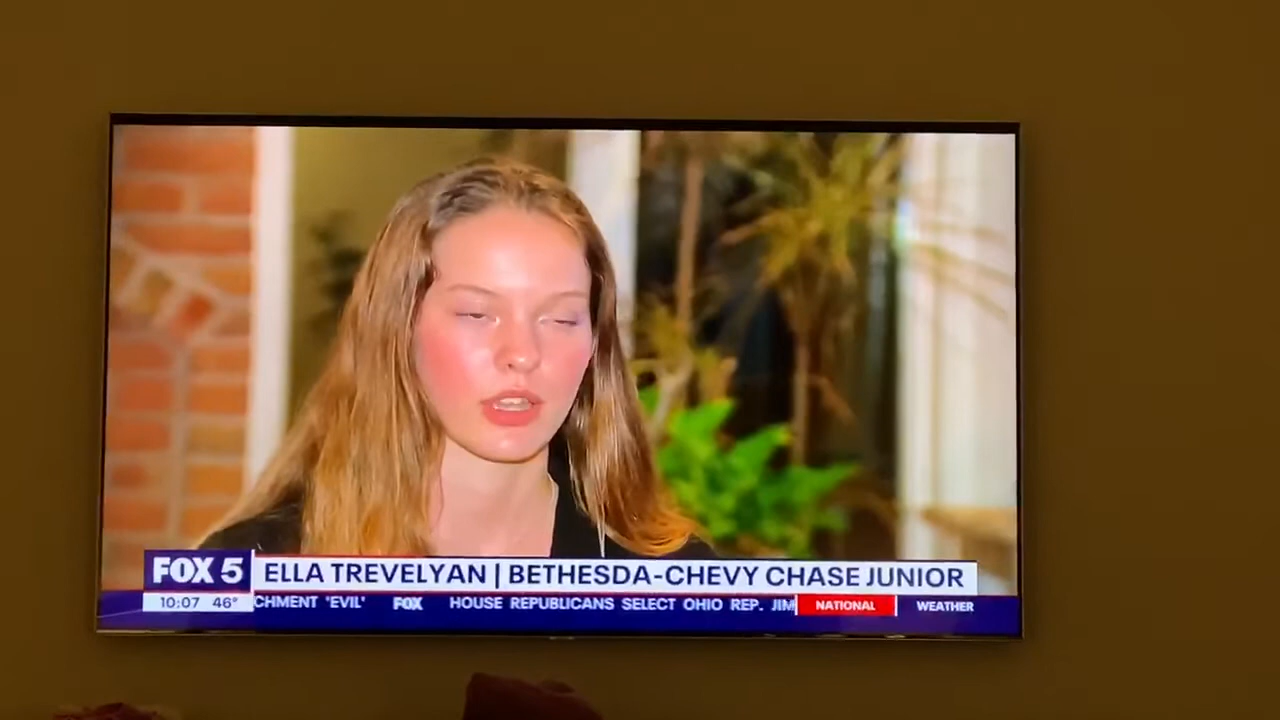 FOX 5 ELLA TREVELYAN | BETHESDA-CHEVY CHASE JUNIOR
10:07 46° CHMENT 'EVIL' FOX HOUSE REPUBLICANS SELECT OHIO REP. JIM NATIONAL WEATHER